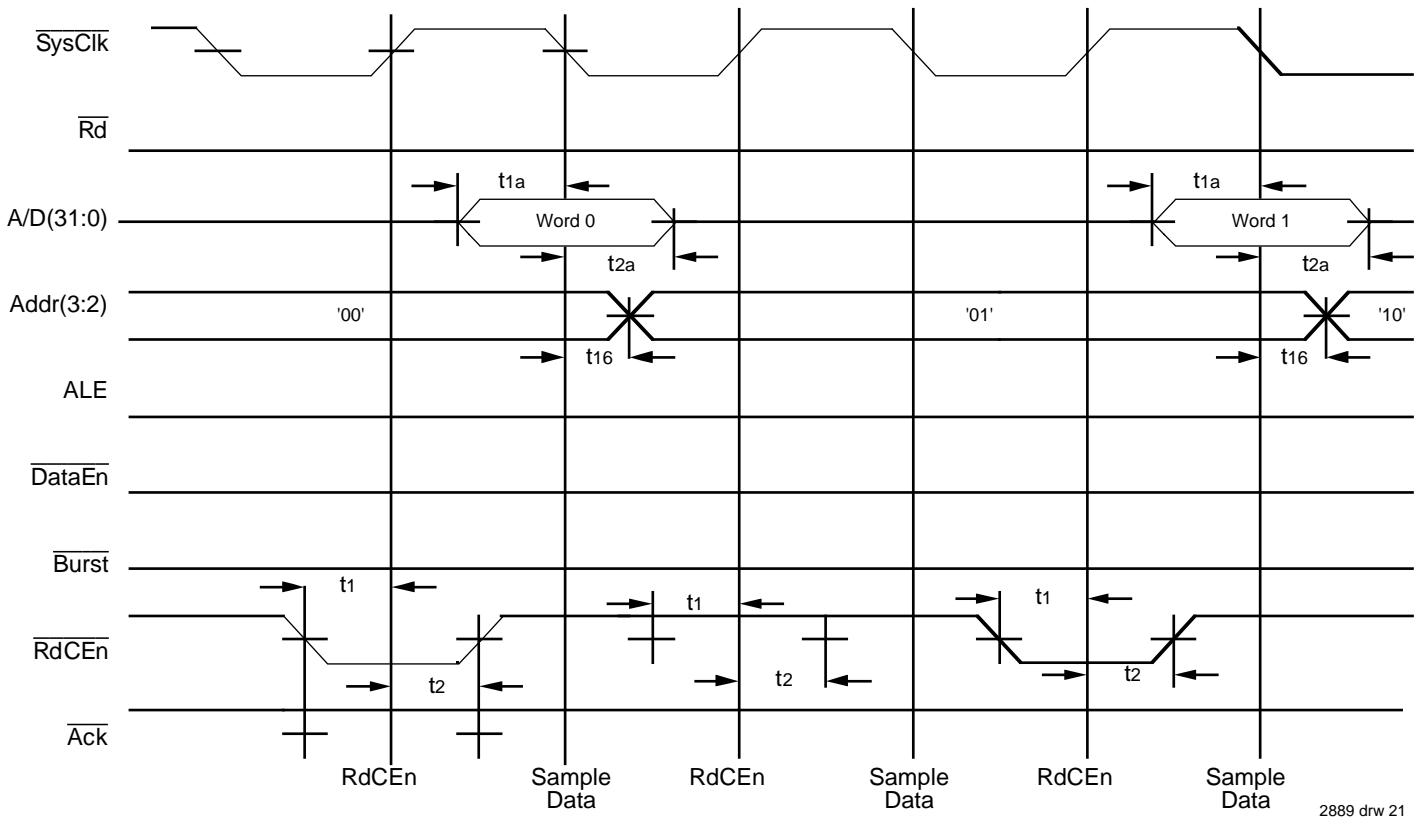 SysClk
Rd
t1a
t1a
A/D(31:0)
Word 0
Word 1
t2a
t2a
Addr(3:2)
'00'
'01'
'10'
t16
t16
ALE
DataEn
Burst
t1
t1
t1
RdCEn
t2
t2
t2
Ack
RdCEn
Sample
Data
RdCEn
Sample
Data
RdCEn
Sample
Data
2889 drw 21